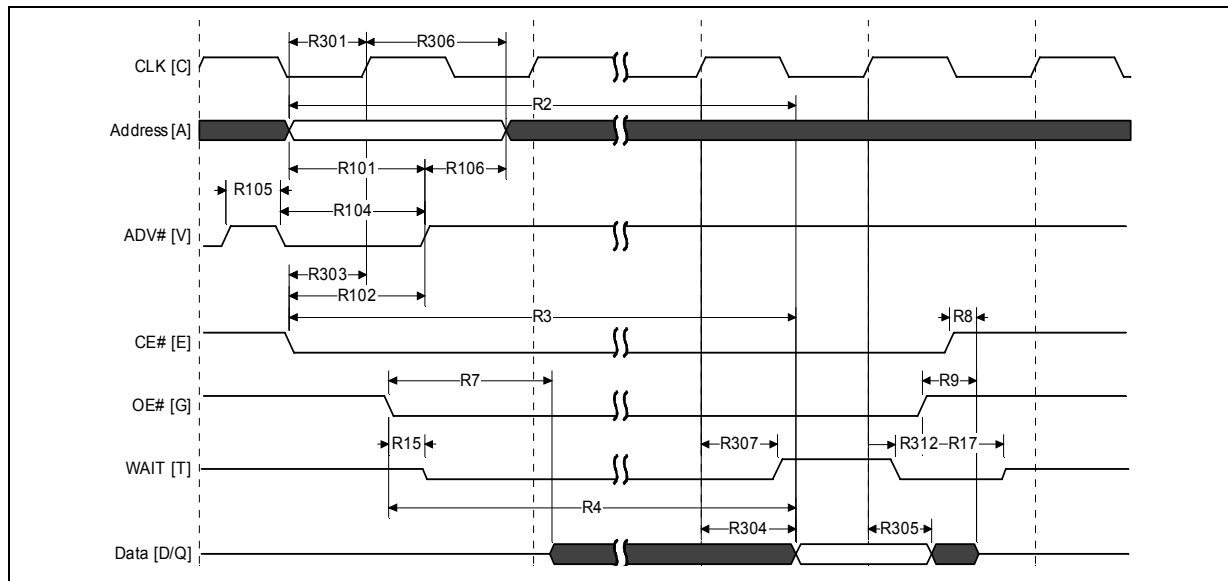 R301 R306
CLK [C]
R2
Address [A]
R101 R106
R105
R104
ADV# [V]
R303
R102
R3
R8
CE# [E]
R7 R9
OE# [G]
R15 R307 R312 R17
WAIT [T]
R4
R304 R305
Data [D/Q]